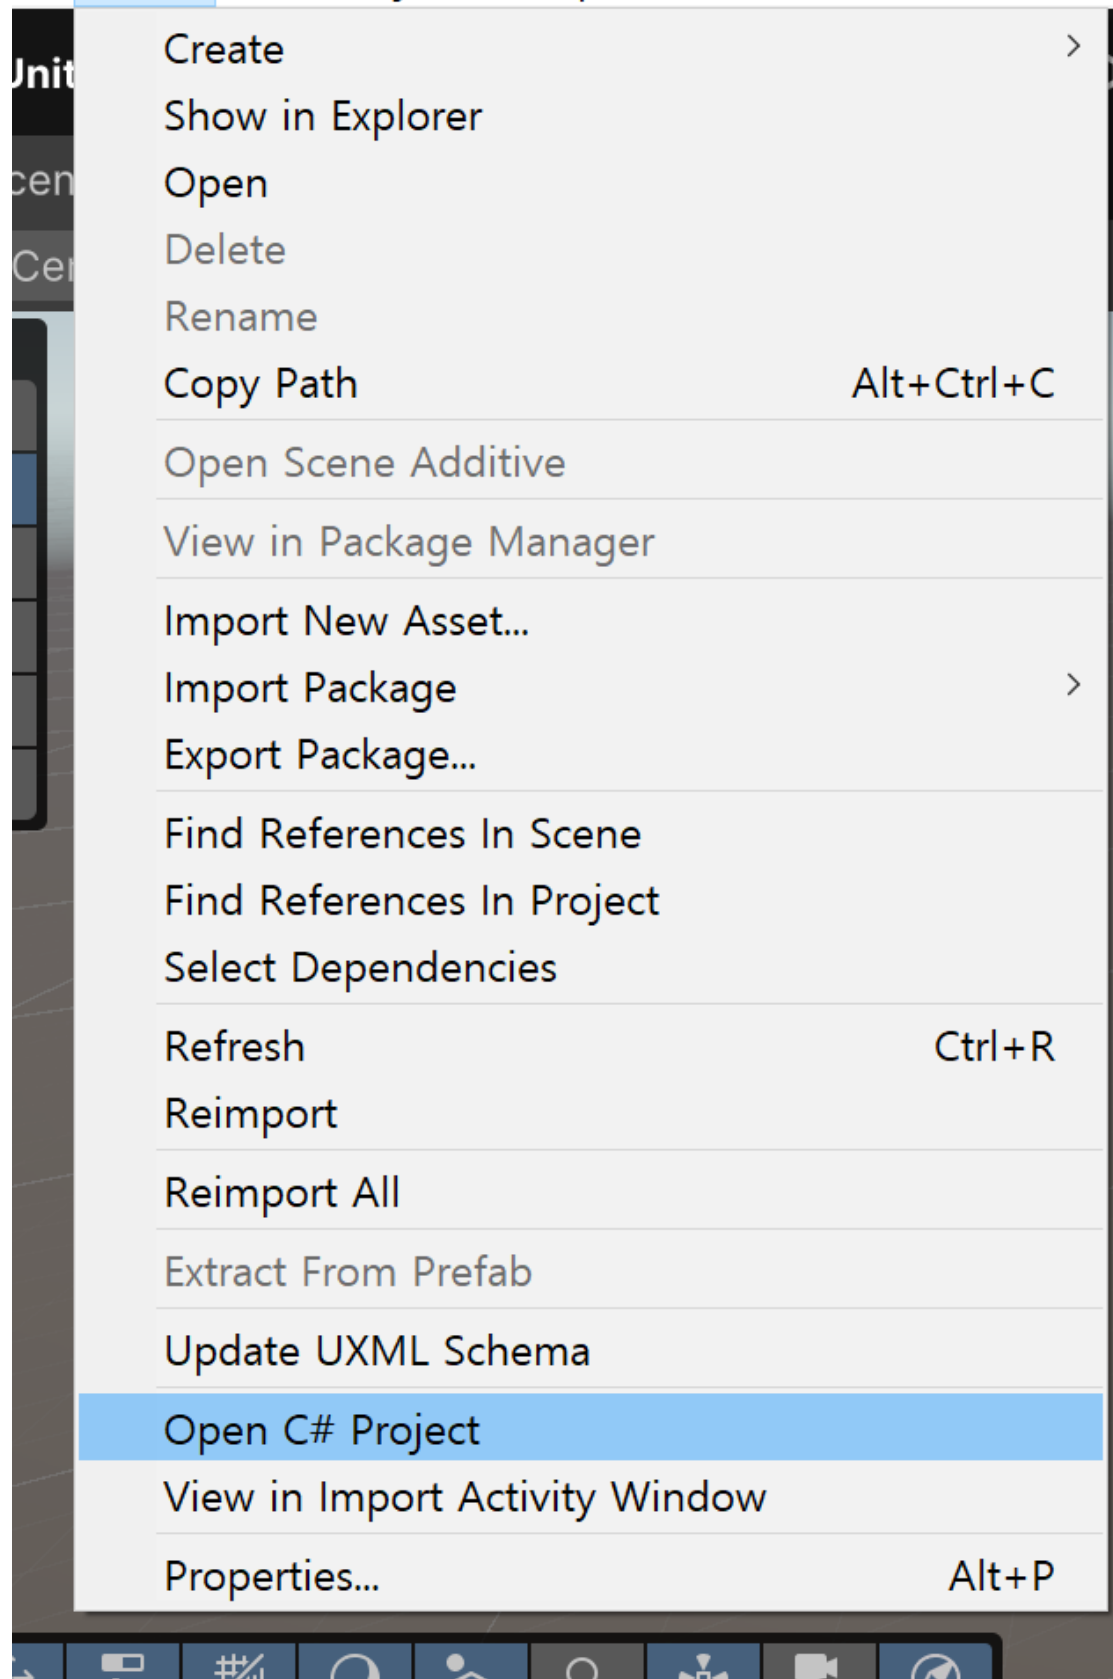 Create
Show in Explorer
Open
Delete
Rename
Copy Path Alt+Ctrl+C
Open Scene Additive
View in Package Manager
Import New Asset...
Import Package
Export Package...
Find References In Scene
Find References In Project
Select Dependencies
Refresh Ctrl+R
Reimport
Reimport All
Extract From Prefab
Update UXML Schema
Open C# Project
View in Import Activity Window
Properties... Alt+P